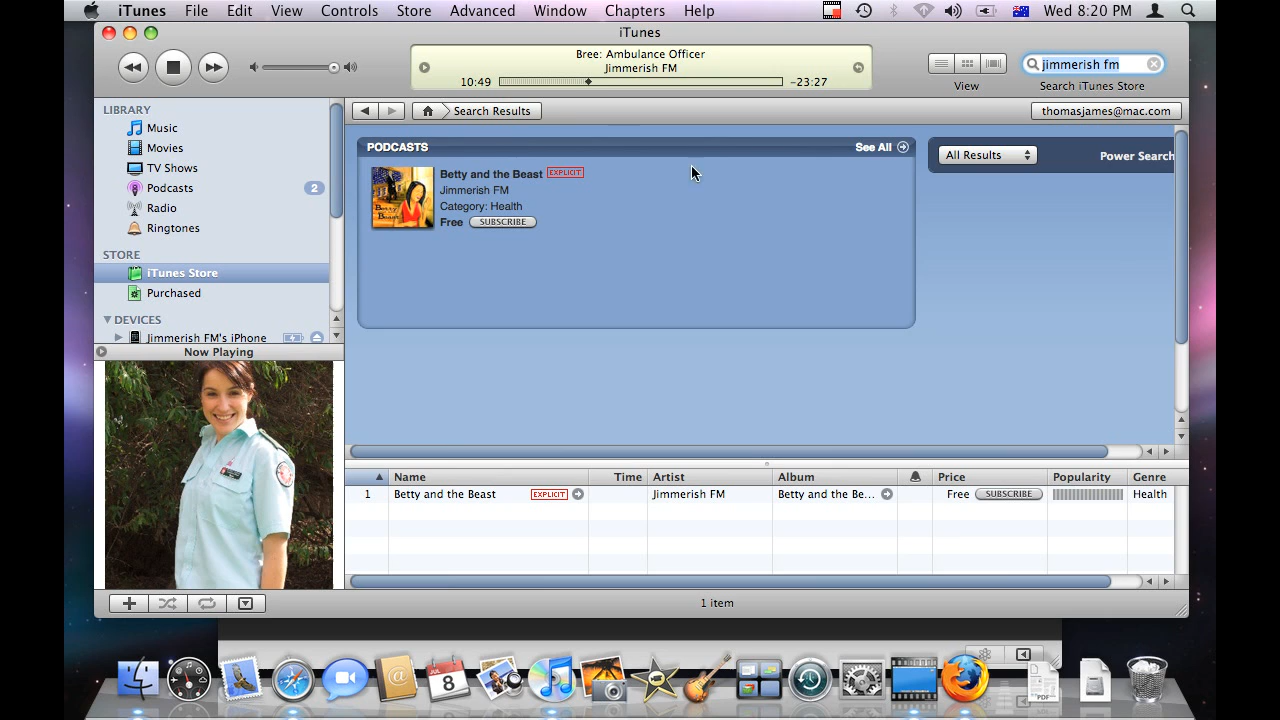 iTunes File Edit View Controls Store Advanced Window Chapters Help Wed 8:20 PM
iTunes
Bree: Ambulance Officer
Jimmerish FM
10:49 -23:27
jimmerish fm
View Search iTunes Store
LIBRARY
Music
Movies
TV Shows
Podcasts 2
Radio
Ringtones
STORE
iTunes Store
Purchased
DEVICES
Jimmerish FM's iPhone
Now Playing
Search Results thomasjames@mac.com
PODCASTS See All
Betty and the Beast EXPLICIT
Jimmerish FM
Category: Health
Free SUBSCRIBE
All Results Power Search
Name Time Artist Album Price Popularity Genre
1 Betty and the Beast EXPLICIT Jimmerish FM Betty and the Be... Free SUBSCRIBE Health
1 item
8
PDF